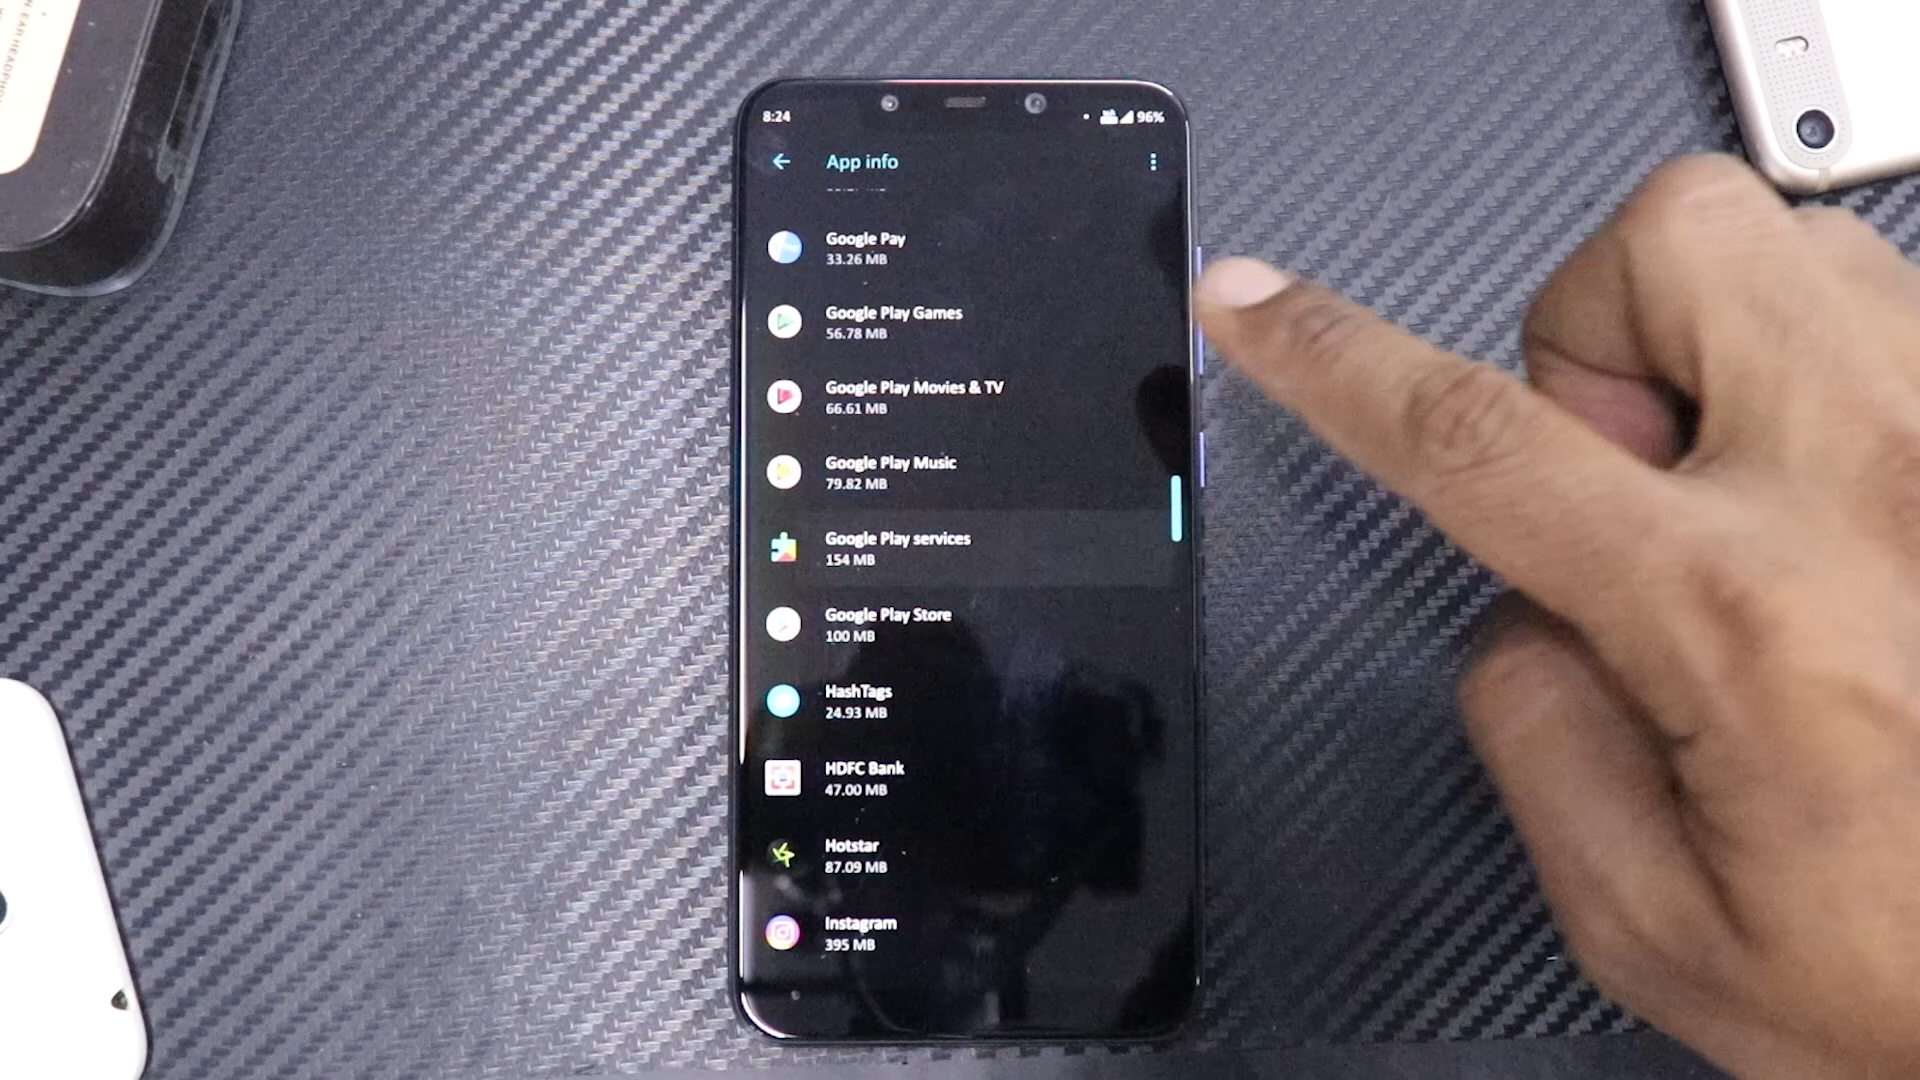 8:24
96%
App info
Google Pay
33.26 MB
Google Play Games
56.78 MB
Google Play Movies & TV
66.61 MB
Google Play Music
79.82 MB
Google Play services
154 MB
Google Play Store
100 MB
HashTags
24.93 MB
HDFC Bank
47.00 MB
Hotstar
87.09 MB
Instagram
395 MB